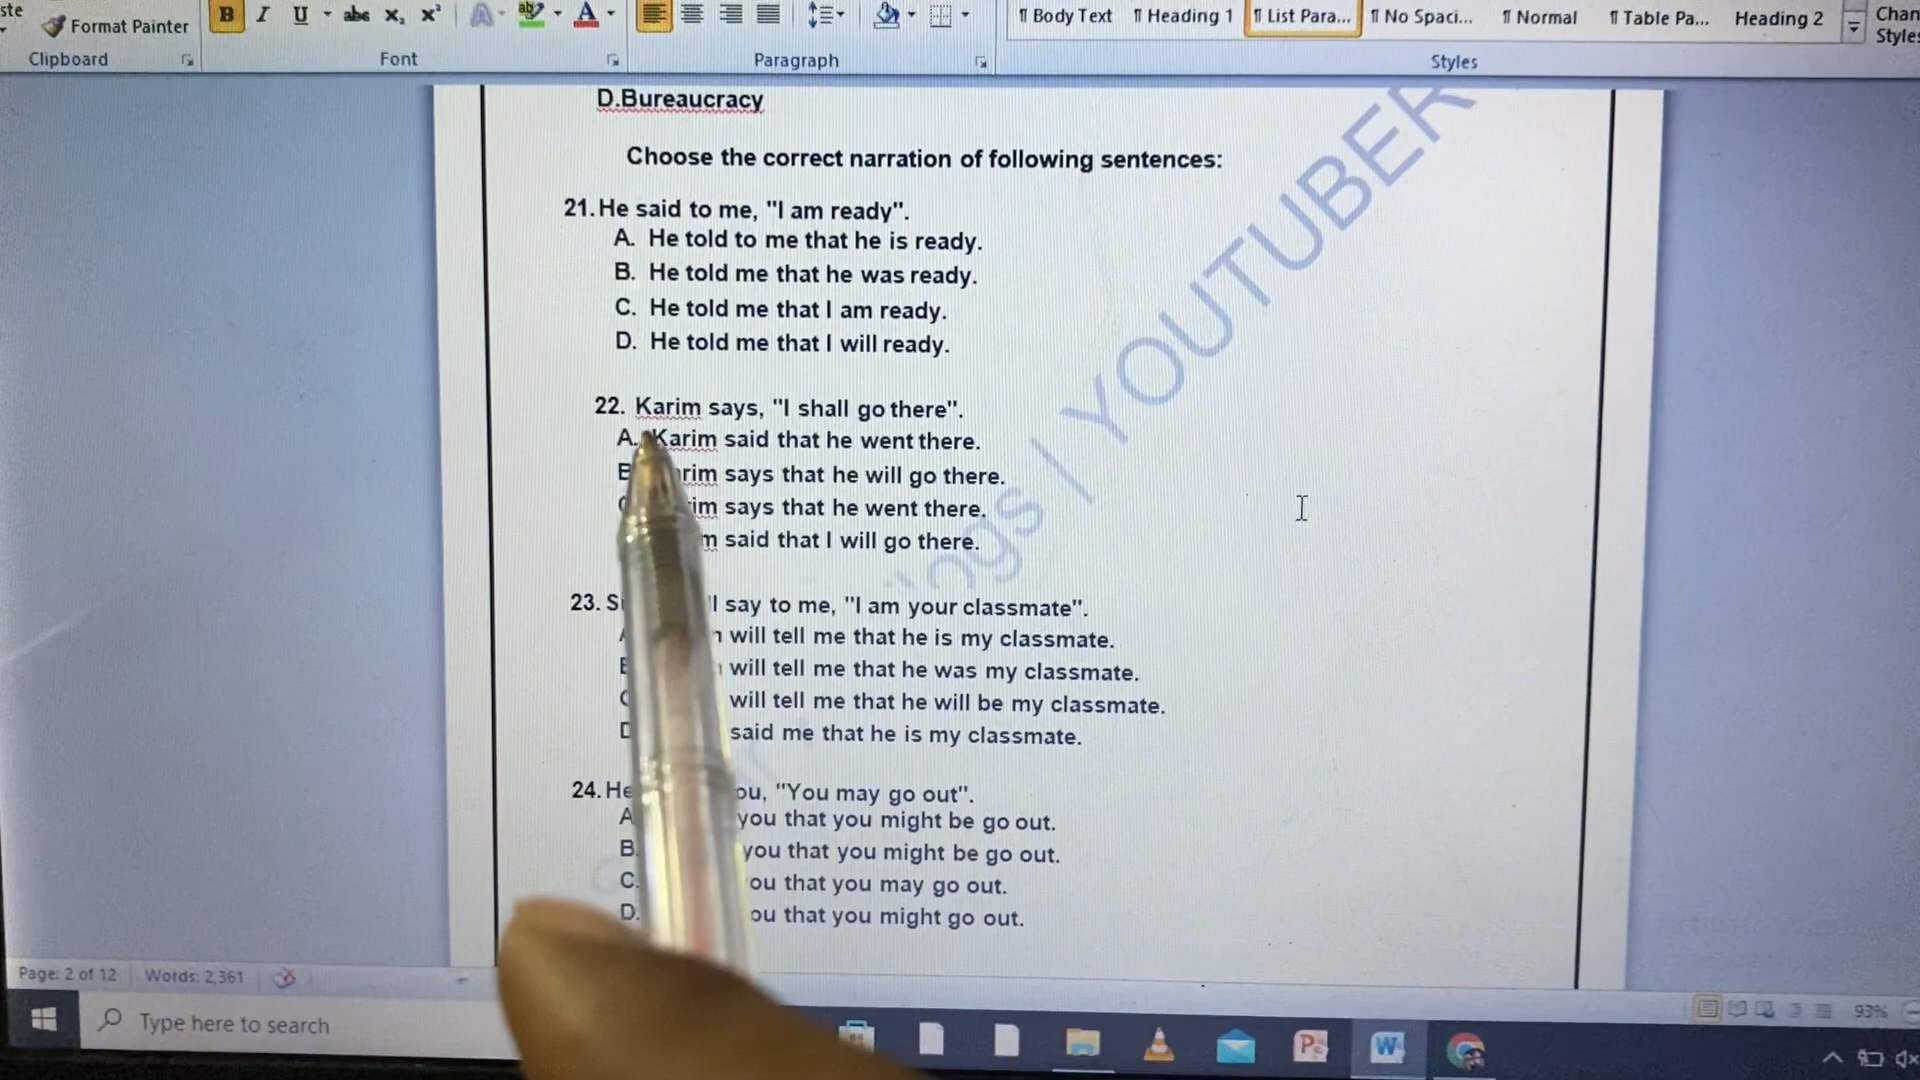 ste
Format Painter
B I U abc x₂ x² A ab A
Body Text Heading 1 List Para... No Spaci... Normal Table Pa... Heading 2
Chan
Styles
Clipboard Font Paragraph Styles
D.Bureaucracy
Choose the correct narration of following sentences:
21. He said to me, "I am ready".
A. He told to me that he is ready.
B. He told me that he was ready.
C. He told me that I am ready.
D. He told me that I will ready.
22. Karim says, "I shall go there".
A. Karim said that he went there.
B rim says that he will go there.
im says that he went there.
m said that I will go there.
23. S l say to me, "I am your classmate".
will tell me that he is my classmate.
will tell me that he was my classmate.
will tell me that he will be my classmate.
D said me that he is my classmate.
24. He ou, "You may go out".
A you that you might be go out.
B. you that you might be go out.
C. ou that you may go out.
D. ou that you might go out.
ogs | YOUTUBER
Page: 2 of 12 Words: 2,361
93%
Type here to search